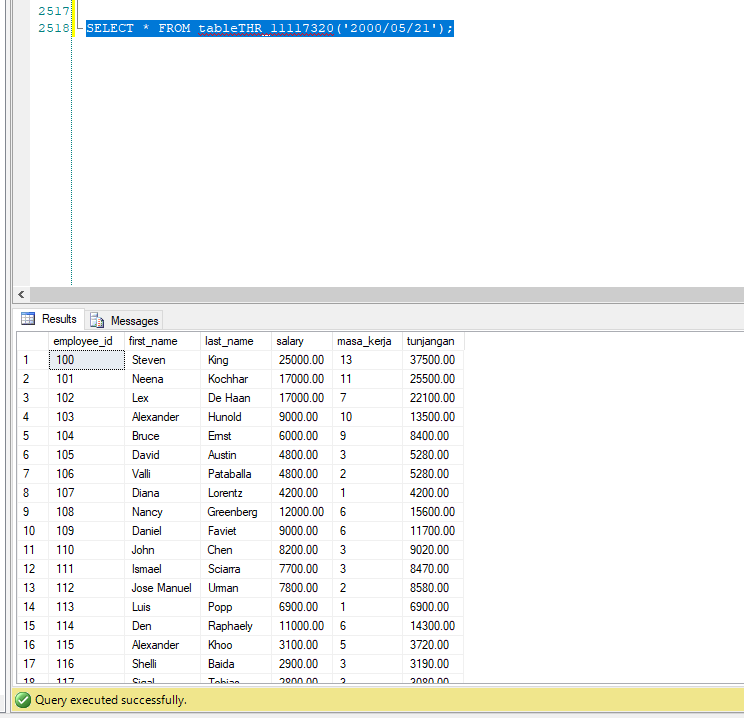 2517
2518 SELECT * FROM tableTHR_11117320('2000/05/21');
Results Messages
employee_id first_name last_name salary masa_kerja tunjangan
1 100 Steven King 25000.00 13 37500.00
2 101 Neena Kochhar 17000.00 11 25500.00
3 102 Lex De Haan 17000.00 7 22100.00
4 103 Alexander Hunold 9000.00 10 13500.00
5 104 Bruce Ernst 6000.00 9 8400.00
6 105 David Austin 4800.00 3 5280.00
7 106 Valli Pataballa 4800.00 2 5280.00
8 107 Diana Lorentz 4200.00 1 4200.00
9 108 Nancy Greenberg 12000.00 6 15600.00
10 109 Daniel Faviet 9000.00 6 11700.00
11 110 John Chen 8200.00 3 9020.00
12 111 Ismael Sciarra 7700.00 3 8470.00
13 112 Jose Manuel Urman 7800.00 2 8580.00
14 113 Luis Popp 6900.00 1 6900.00
15 114 Den Raphaely 11000.00 6 14300.00
16 115 Alexander Khoo 3100.00 5 3720.00
17 116 Shelli Baida 2900.00 3 3190.00
18 117 Sigal Tobias 2800.00 3 3080.00
Query executed successfully.